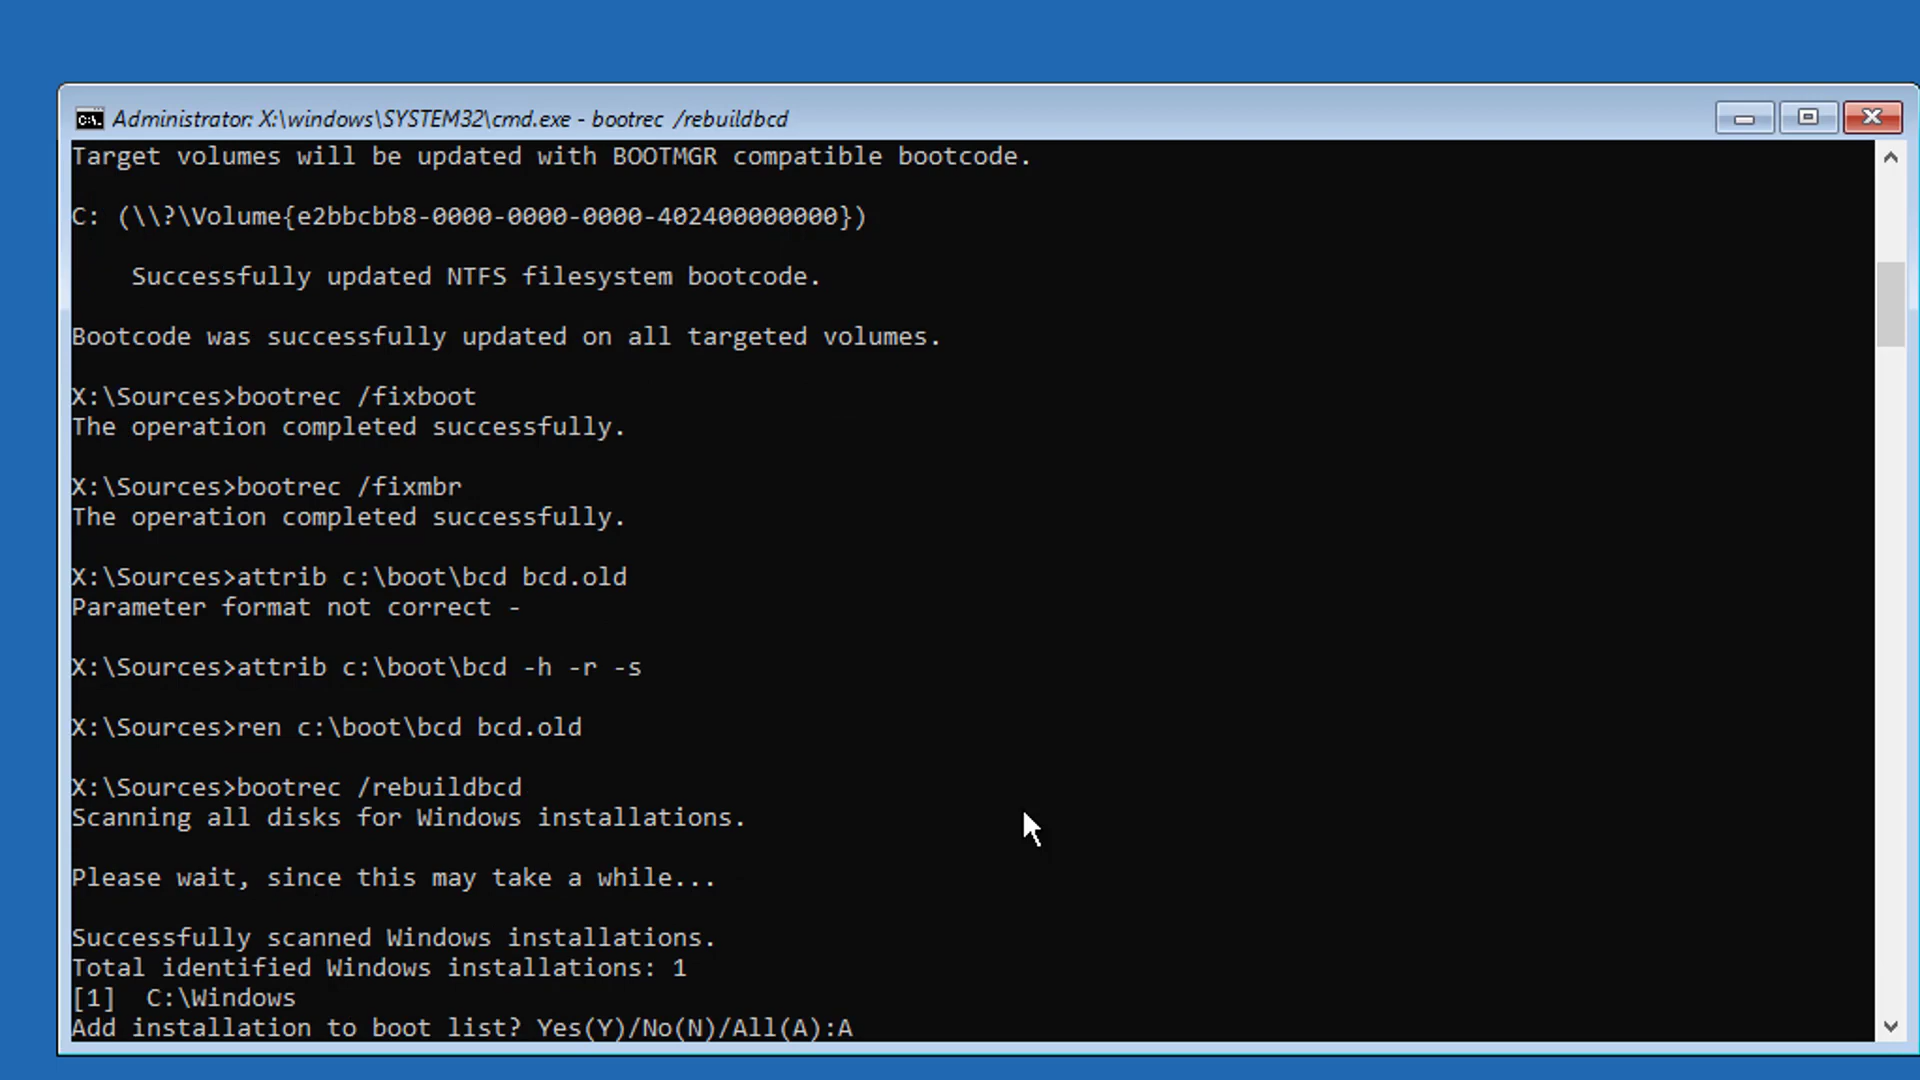 Administrator: X:\windows\SYSTEM32\cmd.exe - bootrec /rebuildbcd
Target volumes will be updated with BOOTMGR compatible bootcode.
C: (\\?\Volume{e2bbcbb8-0000-0000-0000-402400000000})
Successfully updated NTFS filesystem bootcode.
Bootcode was successfully updated on all targeted volumes.
X:\Sources>bootrec /fixboot
The operation completed successfully.
X:\Sources>bootrec /fixmbr
The operation completed successfully.
X:\Sources>attrib c:\boot\bcd bcd.old
Parameter format not correct -
X:\Sources>attrib c:\boot\bcd -h -r -s
X:\Sources>ren c:\boot\bcd bcd.old
X:\Sources>bootrec /rebuildbcd
Scanning all disks for Windows installations.
Please wait, since this may take a while...
Successfully scanned Windows installations.
Total identified Windows installations: 1
[1]  C:\Windows
Add installation to boot list? Yes(Y)/No(N)/All(A):A